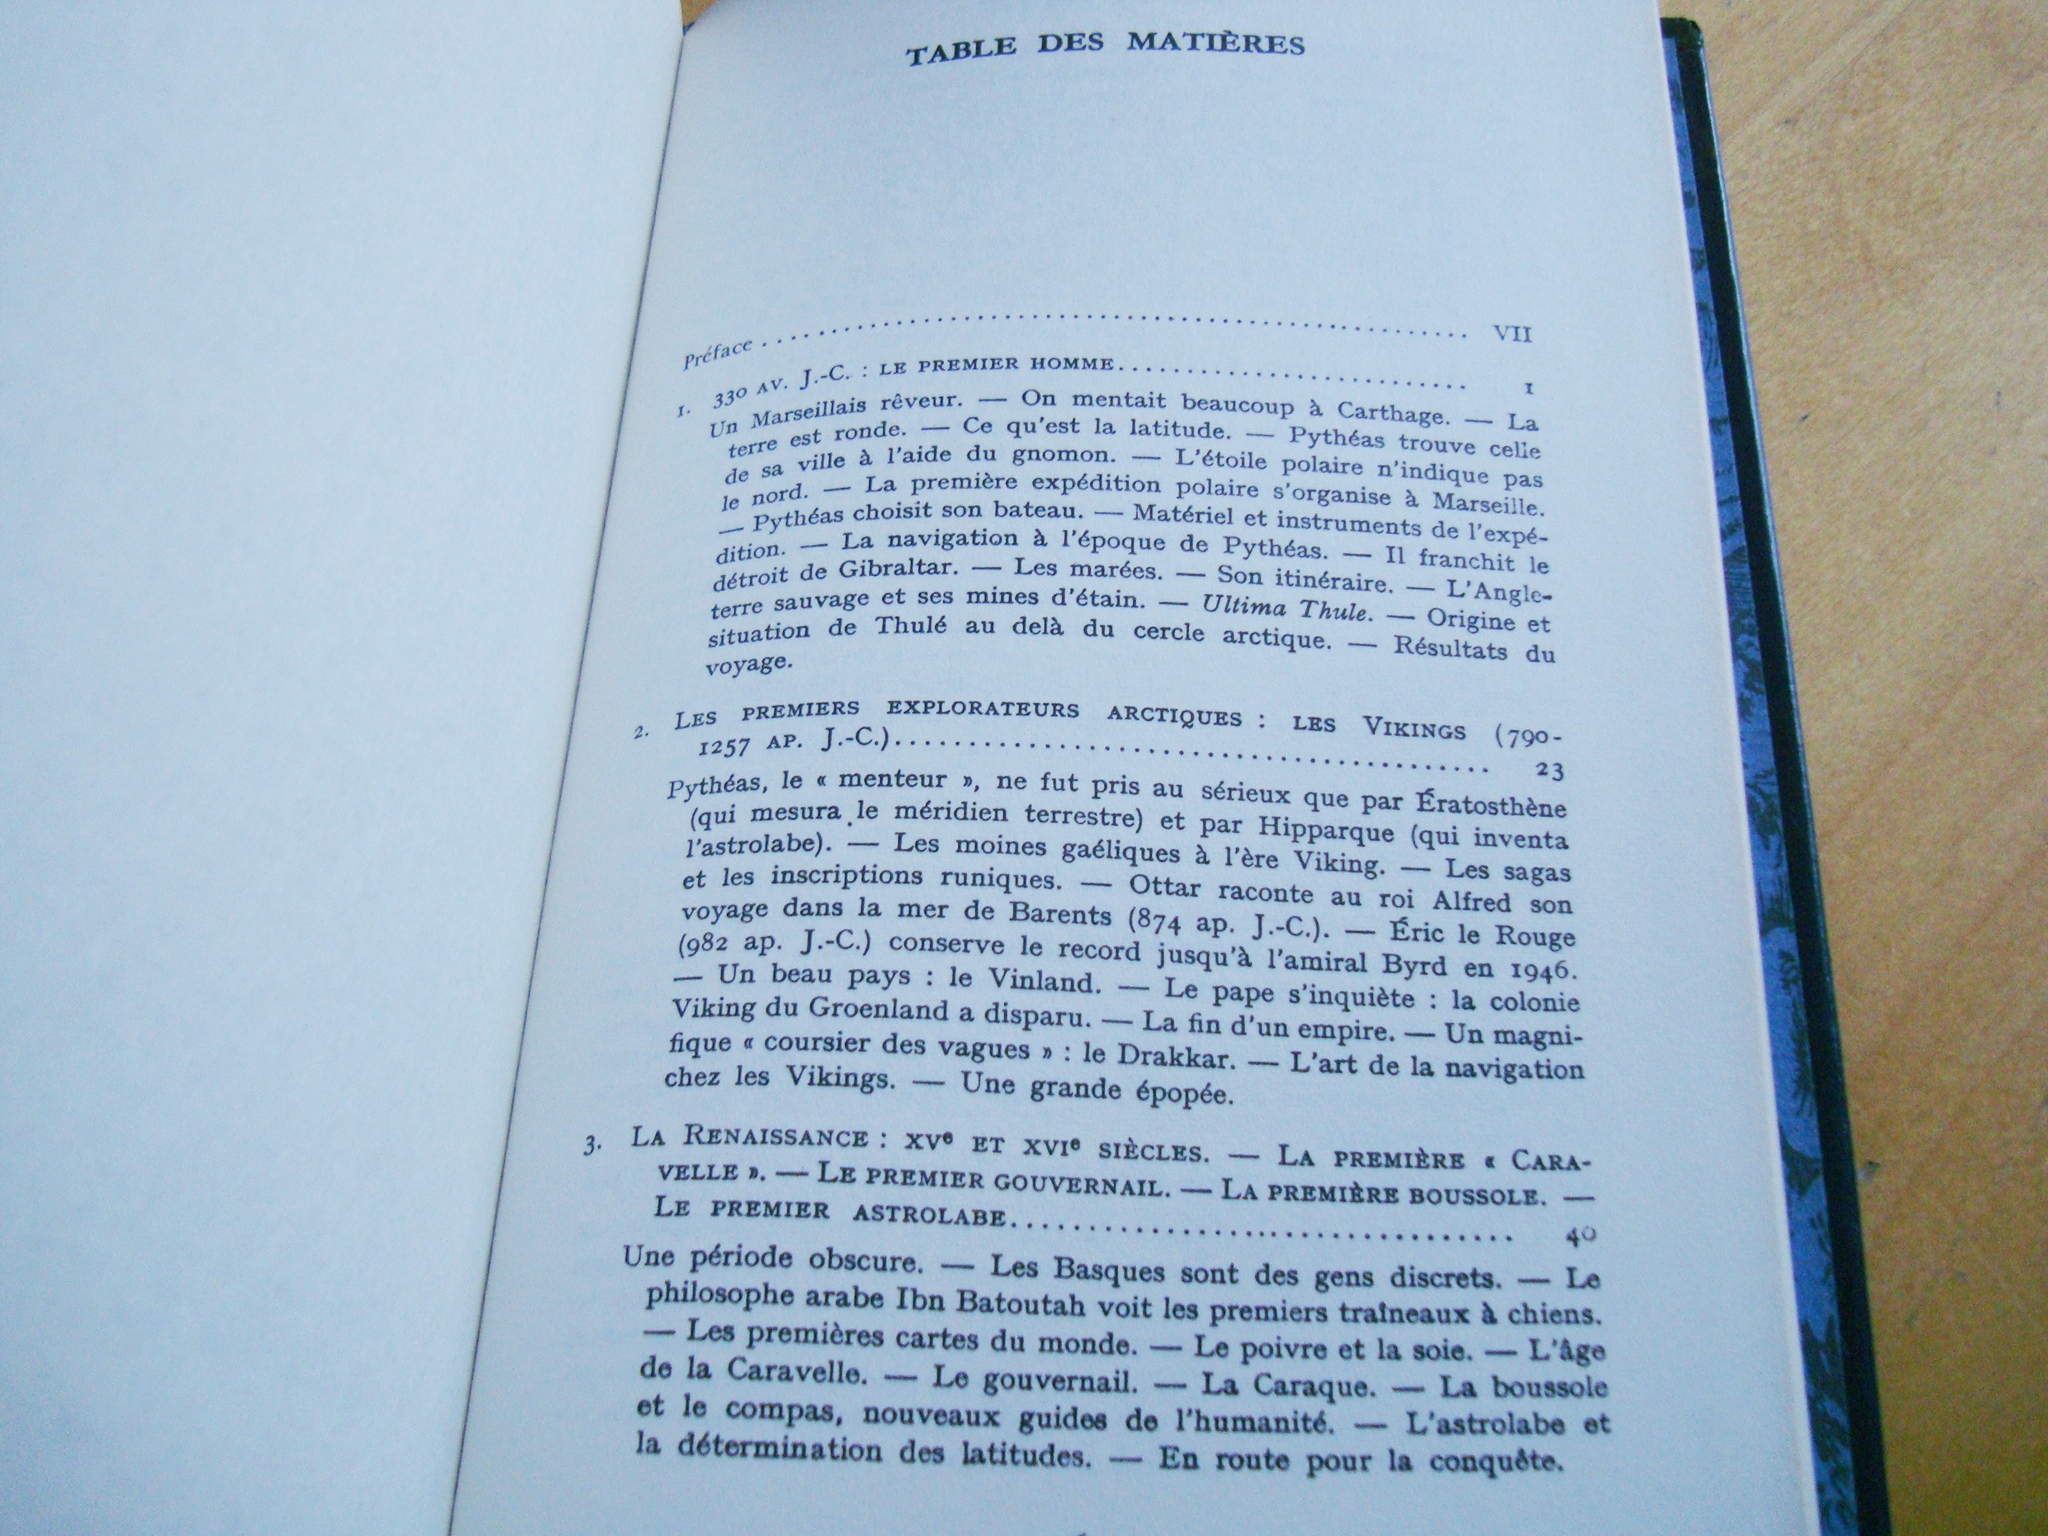 TABLE DES MATIÈRES
Préface .......... VII
1. 330 AV. J.-C. : LE PREMIER HOMME.......... 1
Un Marseillais rêveur. — On mentait beaucoup à Carthage. — La
terre est ronde. — Ce qu'est la latitude. — Pythéas trouve celle
de sa ville à l'aide du gnomon. — L'étoile polaire n'indique pas
le nord. — La première expédition polaire s'organise à Marseille.
— Pythéas choisit son bateau. — Matériel et instruments de l'expé-
dition. — La navigation à l'époque de Pythéas. — Il franchit le
détroit de Gibraltar. — Les marées. — Son itinéraire. — L'Angle-
terre sauvage et ses mines d'étain. — Ultima Thule. — Origine et
situation de Thulé au delà du cercle arctique. — Résultats du
voyage.
2. LES PREMIERS EXPLORATEURS ARCTIQUES : LES VIKINGS (790-
1257 AP. J.-C.).......... 23
Pythéas, le « menteur », ne fut pris au sérieux que par Ératosthène
(qui mesura le méridien terrestre) et par Hipparque (qui inventa
l'astrolabe). — Les moines gaéliques à l'ère Viking. — Les sagas
et les inscriptions runiques. — Ottar raconte au roi Alfred son
voyage dans la mer de Barents (874 ap. J.-C.). — Éric le Rouge
(982 ap. J.-C.) conserve le record jusqu'à l'amiral Byrd en 1946.
— Un beau pays : le Vinland. — Le pape s'inquiète : la colonie
Viking du Groenland a disparu. — La fin d'un empire. — Un magni-
fique « coursier des vagues » : le Drakkar. — L'art de la navigation
chez les Vikings. — Une grande épopée.
3. LA RENAISSANCE : XVe ET XVIe SIÈCLES. — LA PREMIÈRE « CARA-
VELLE ». — LE PREMIER GOUVERNAIL. — LA PREMIÈRE BOUSSOLE. —
LE PREMIER ASTROLABE.......... 40
Une période obscure. — Les Basques sont des gens discrets. — Le
philosophe arabe Ibn Batoutah voit les premiers traîneaux à chiens.
— Les premières cartes du monde. — Le poivre et la soie. — L'âge
de la Caravelle. — Le gouvernail. — La Caraque. — La boussole
et le compas, nouveaux guides de l'humanité. — L'astrolabe et
la détermination des latitudes. — En route pour la conquête.